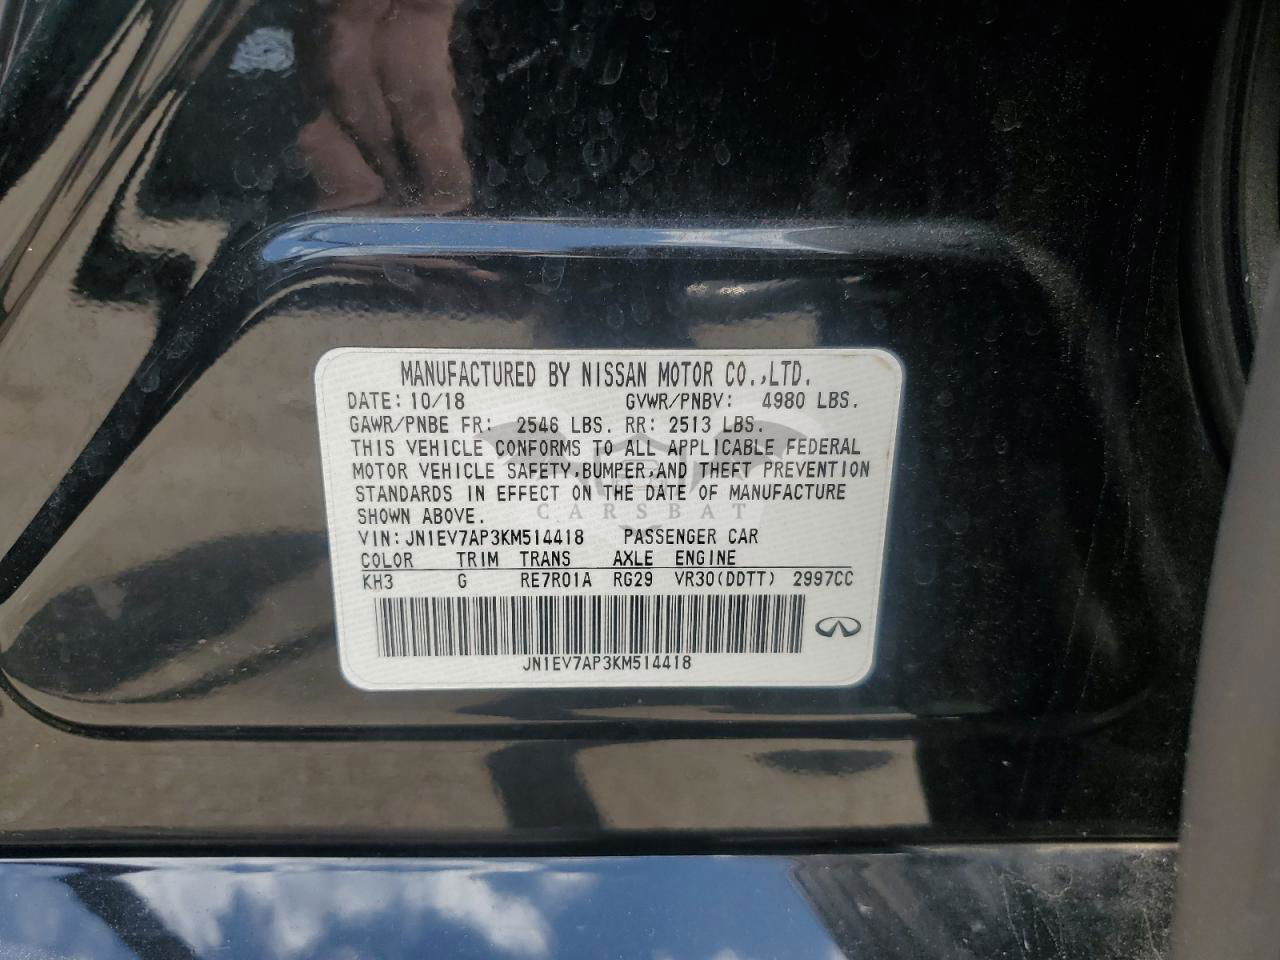 MANUFACTURED BY NISSAN MOTOR CO.,LTD.
DATE: 10/18 GVWR/PNBV: 4980 LBS.
GAWR/PNBE FR: 2546 LBS. RR: 2513 LBS.
THIS VEHICLE CONFORMS TO ALL APPLICABLE FEDERAL
MOTOR VEHICLE SAFETY,BUMPER,AND THEFT PREVENTION
STANDARDS IN EFFECT ON THE DATE OF MANUFACTURE
SHOWN ABOVE.
CARSBAT
VIN: JN1EV7AP3KM514418 PASSENGER CAR
COLOR TRIM TRANS AXLE ENGINE
KH3 G RE7R01A RG29 VR30(DDTT) 2997CC
JN1EV7AP3KM514418